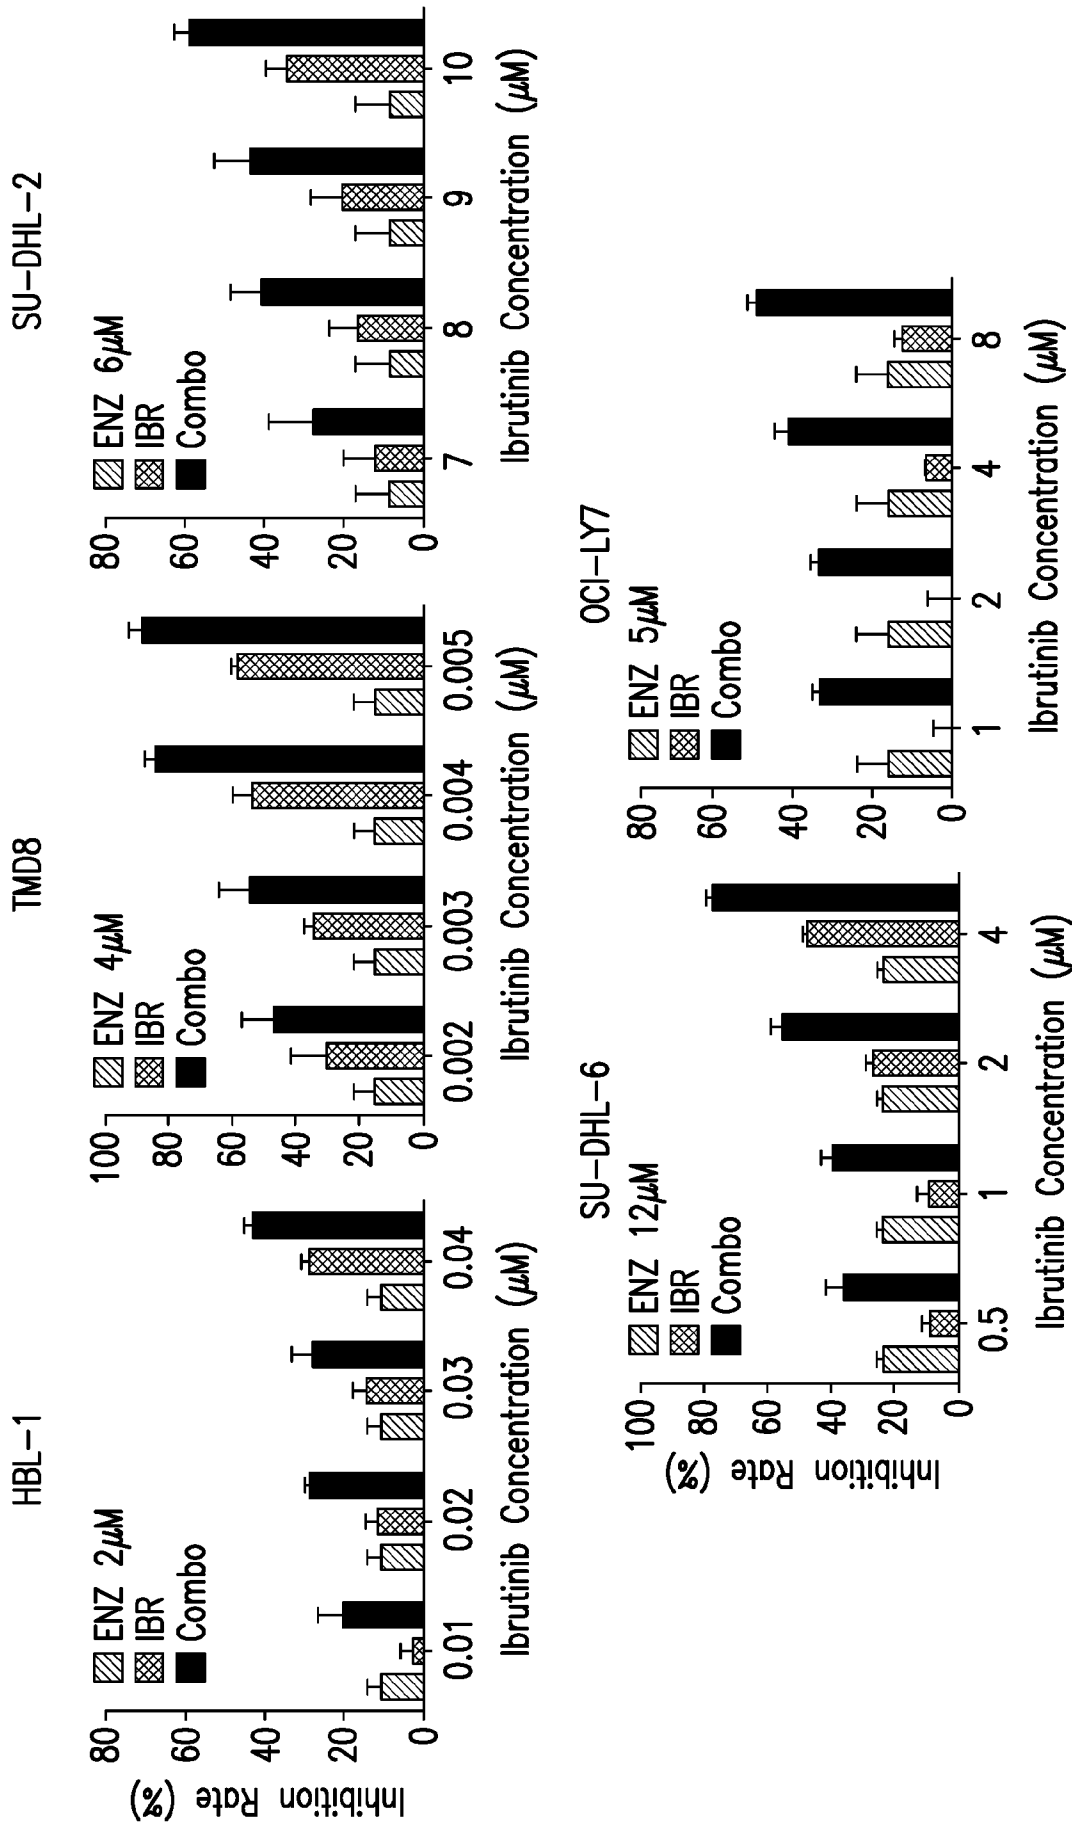 HBL-1
ENZ 2μM
IBR
Combo
Inhibition Rate (%)
80
60
40
20
0
0.01 0.02 0.03 0.04
Ibrutinib Concentration (μM)
TMD8
ENZ 4μM
IBR
Combo
100
80
60
40
20
0
0.002 0.003 0.004 0.005
Ibrutinib Concentration (μM)
SU-DHL-2
ENZ 6μM
IBR
Combo
80
60
40
20
0
7 8 9 10
Ibrutinib Concentration (μM)
SU-DHL-6
ENZ 12μM
IBR
Combo
Inhibition Rate (%)
100
80
60
40
20
0
0.5 1 2 4
Ibrutinib Concentration (μM)
OCI-LY7
ENZ 5μM
IBR
Combo
80
60
40
20
0
1 2 4 8
Ibrutinib Concentration (μM)